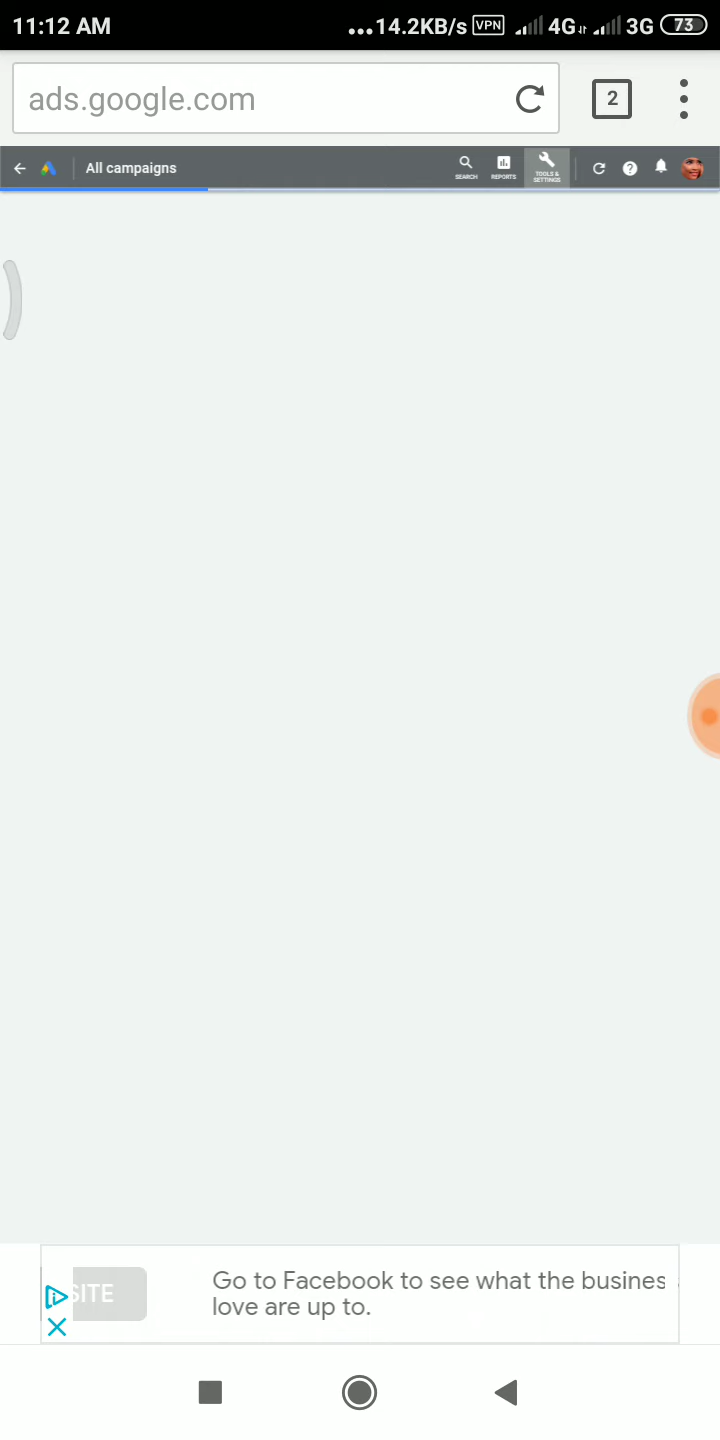 11:12 AM
...14.2KB/s VPN 4G 3G 73
ads.google.com
2
All campaigns
SEARCH
REPORTS
TOOLS &
SETTINGS
SITE
Go to Facebook to see what the busines
love are up to.